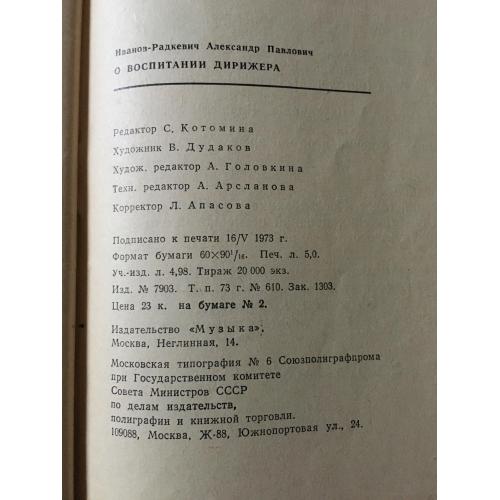 Иванов-Радкевич Александр Павлович
О ВОСПИТАНИИ ДИРИЖЕРА
Редактор С. Котомина
Художник В. Дудаков
Худож. редактор А. Головкина
Техн. редактор А. Арсланова
Корректор Л. Апасова
Подписано к печати 16/V 1973 г.
Формат бумаги 60×90¹/₁₆. Печ. л. 5,0.
Уч.-изд. л. 4,98. Тираж 20 000 экз.
Изд. № 7903. Т. п. 73 г. № 610. Зак. 1303.
Цена 23 к. на бумаге № 2.
Издательство «Музыка»,
Москва, Неглинная, 14.
Московская типография № 6 Союзполиграфпрома
при Государственном комитете
Совета Министров СССР
по делам издательств,
полиграфии и книжной торговли.
109088, Москва, Ж-88, Южнопортовая ул., 24.